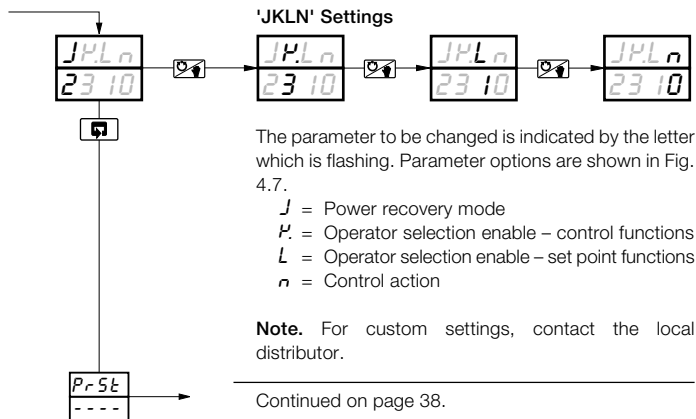 'JKLN' Settings
JK.Ln JK.Ln JK.Ln JK.Ln
2310 2310 2310 2310
The parameter to be changed is indicated by the letter
which is flashing. Parameter options are shown in Fig.
4.7.
J = Power recovery mode
K. = Operator selection enable – control functions
L = Operator selection enable – set point functions
n = Control action
Note. For custom settings, contact the local
distributor.
PrSt
----
Continued on page 38.